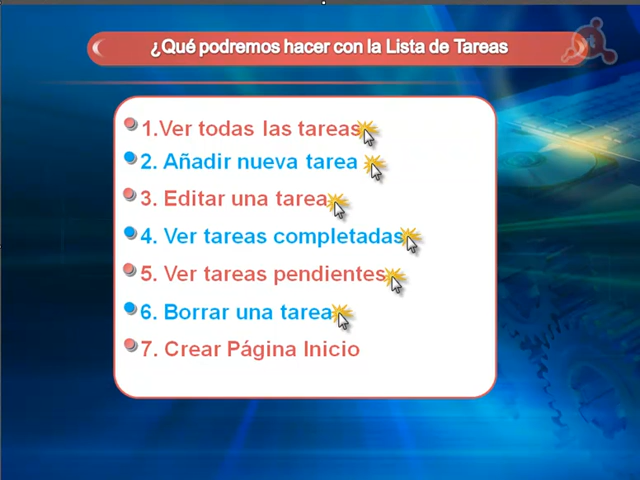 ¿Qué podremos hacer con la Lista de Tareas
1.Ver todas las tareas
2. Añadir nueva tarea
3. Editar una tarea
4. Ver tareas completadas
5. Ver tareas pendientes
6. Borrar una tarea
7. Crear Página Inicio